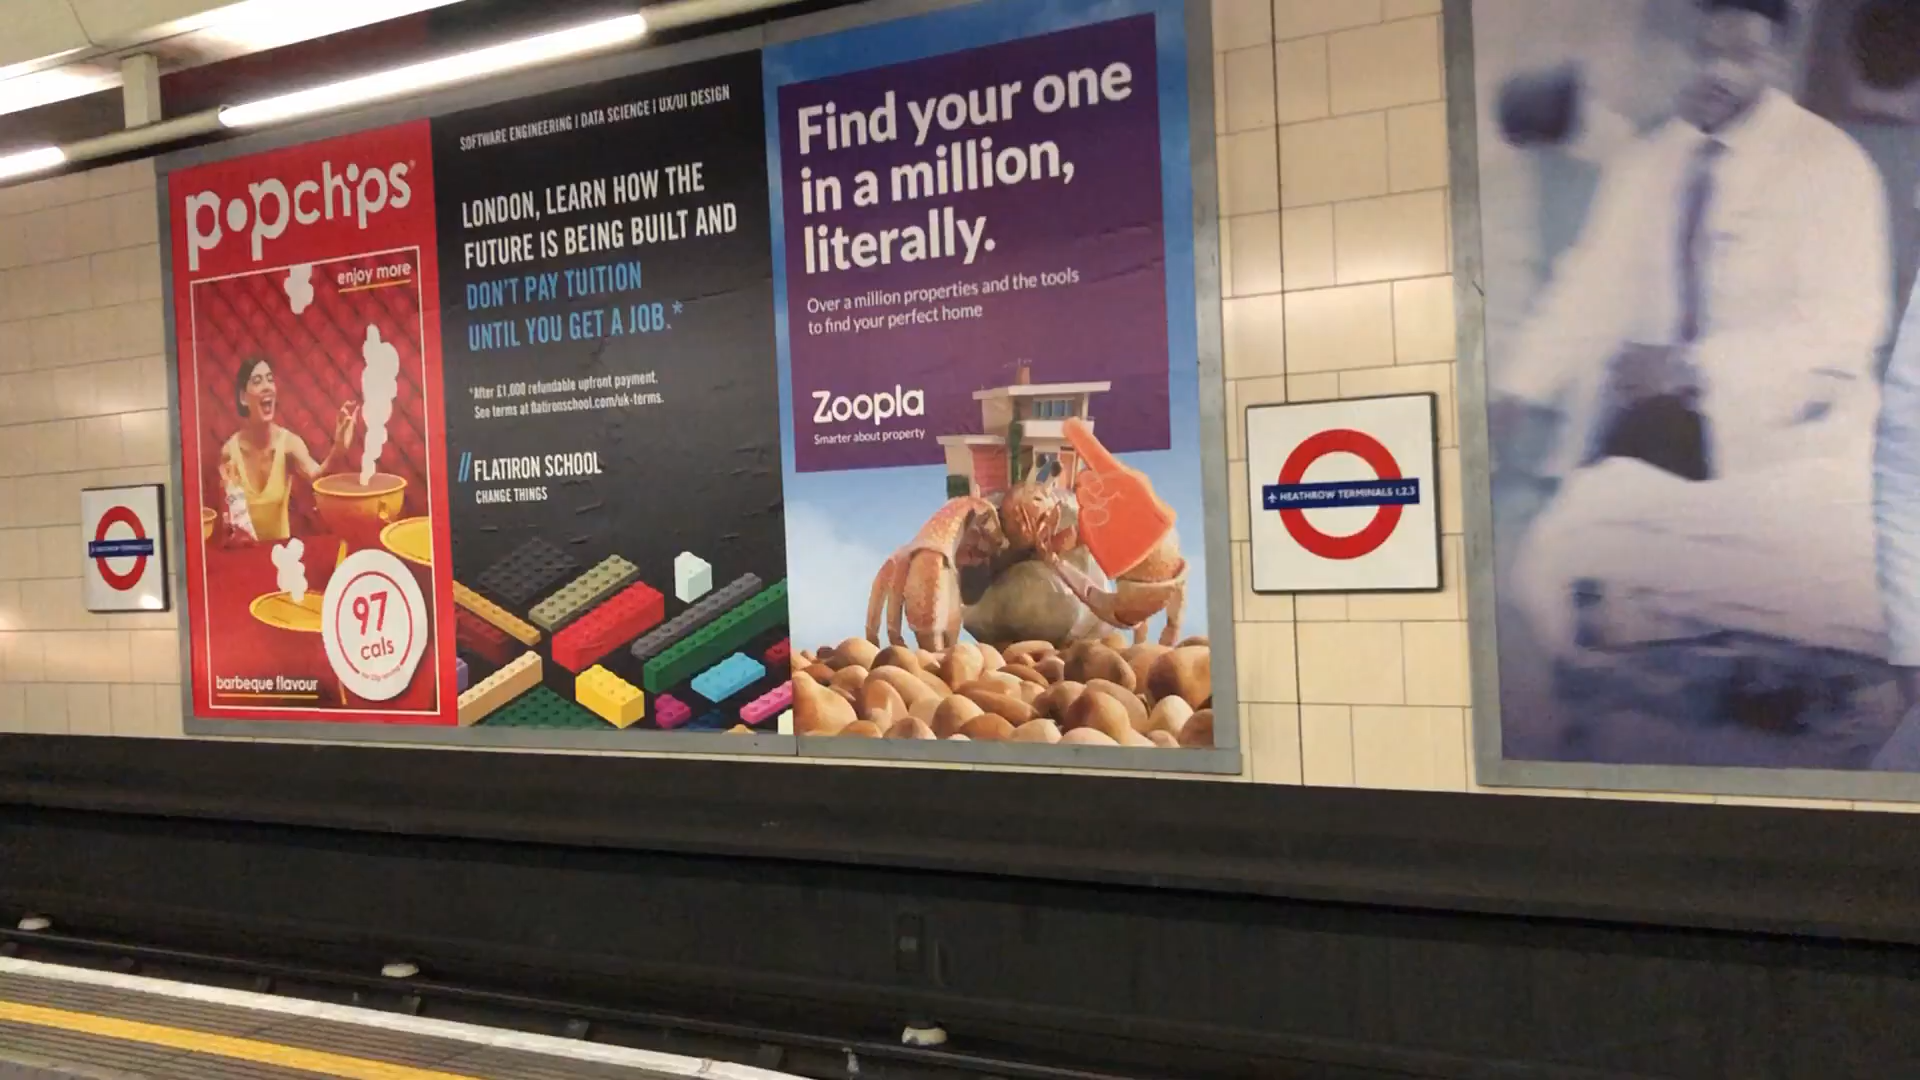 popchips
enjoy more
97
cals
barbeque flavour
SOFTWARE ENGINEERING | DATA SCIENCE | UX/UI DESIGN
LONDON, LEARN HOW THE
FUTURE IS BEING BUILT AND
DON'T PAY TUITION
UNTIL YOU GET A JOB.*
*After £1,000 refundable upfront payment.
See terms at flatironschool.com/uk-terms.
// FLATIRON SCHOOL
CHANGE THINGS
Find your one
in a million,
literally.
Over a million properties and the tools
to find your perfect home
Zoopla
Smarter about property
HEATHROW TERMINALS 1,2,3